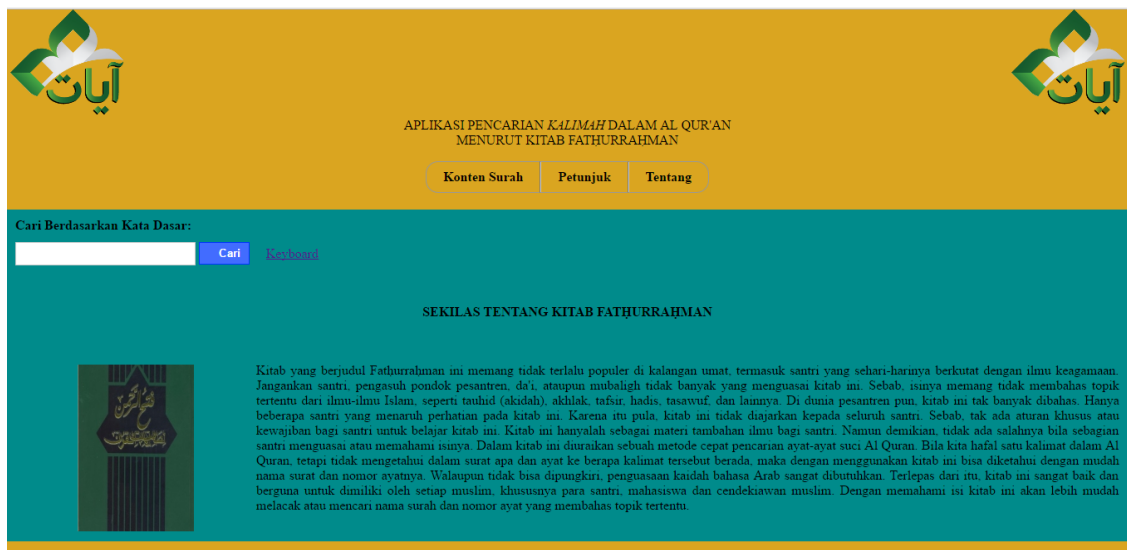 آيات
آيات
APLIKASI PENCARIAN KALIMAH DALAM AL QUR'AN
MENURUT KITAB FATḤURRAḤMAN
Konten Surah Petunjuk Tentang
Cari Berdasarkan Kata Dasar:
Cari Keyboard
SEKILAS TENTANG KITAB FATḤURRAḤMAN
Kitab yang berjudul Fatḥurraḥman ini memang tidak terlalu populer di kalangan umat, termasuk santri yang sehari-harinya berkutat dengan ilmu keagamaan.
Jangankan santri, pengasuh pondok pesantren, da'i, ataupun mubaligh tidak banyak yang menguasai kitab ini. Sebab, isinya memang tidak membahas topik
tertentu dari ilmu-ilmu Islam, seperti tauhid (akidah), akhlak, tafsir, hadis, tasawuf, dan lainnya. Di dunia pesantren pun, kitab ini tak banyak dibahas. Hanya
beberapa santri yang menaruh perhatian pada kitab ini. Karena itu pula, kitab ini tidak diajarkan kepada seluruh santri. Sebab, tak ada aturan khusus atau
kewajiban bagi santri untuk belajar kitab ini. Kitab ini hanyalah sebagai materi tambahan ilmu bagi santri. Namun demikian, tidak ada salahnya bila sebagian
santri menguasai atau memahami isinya. Dalam kitab ini diuraikan sebuah metode cepat pencarian ayat-ayat suci Al Quran. Bila kita hafal satu kalimat dalam Al
Quran, tetapi tidak mengetahui dalam surat apa dan ayat ke berapa kalimat tersebut berada, maka dengan menggunakan kitab ini bisa diketahui dengan mudah
nama surat dan nomor ayatnya. Walaupun tidak bisa dipungkiri, penguasaan kaidah bahasa Arab sangat dibutuhkan. Terlepas dari itu, kitab ini sangat baik dan
berguna untuk dimiliki oleh setiap muslim, khususnya para santri, mahasiswa dan cendekiawan muslim. Dengan memahami isi kitab ini akan lebih mudah
melacak atau mencari nama surah dan nomor ayat yang membahas topik tertentu.